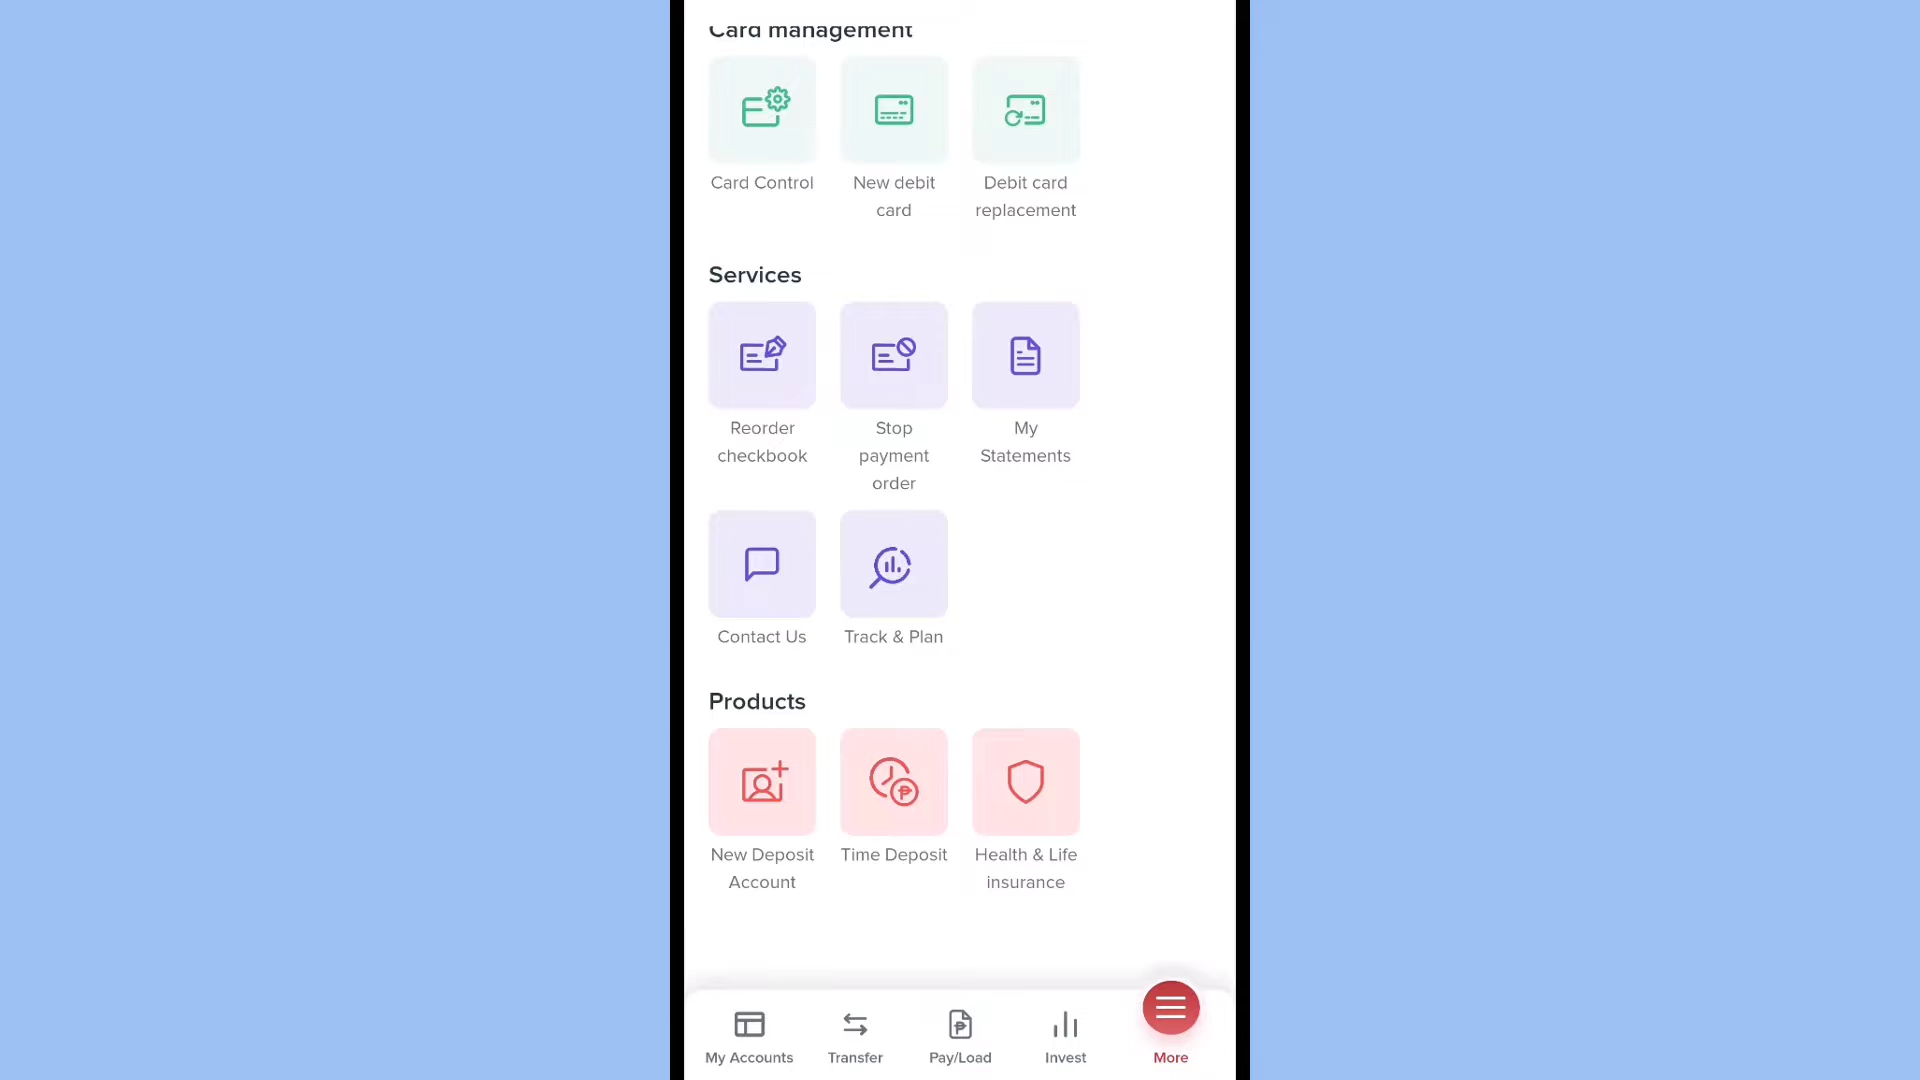 Card management
Card Control
New debit
card
Debit card
replacement
Services
Reorder
checkbook
Stop
payment
order
My
Statements
Contact Us
Track & Plan
Products
New Deposit
Account
Time Deposit
Health & Life
insurance
My Accounts
Transfer
Pay/Load
Invest
More